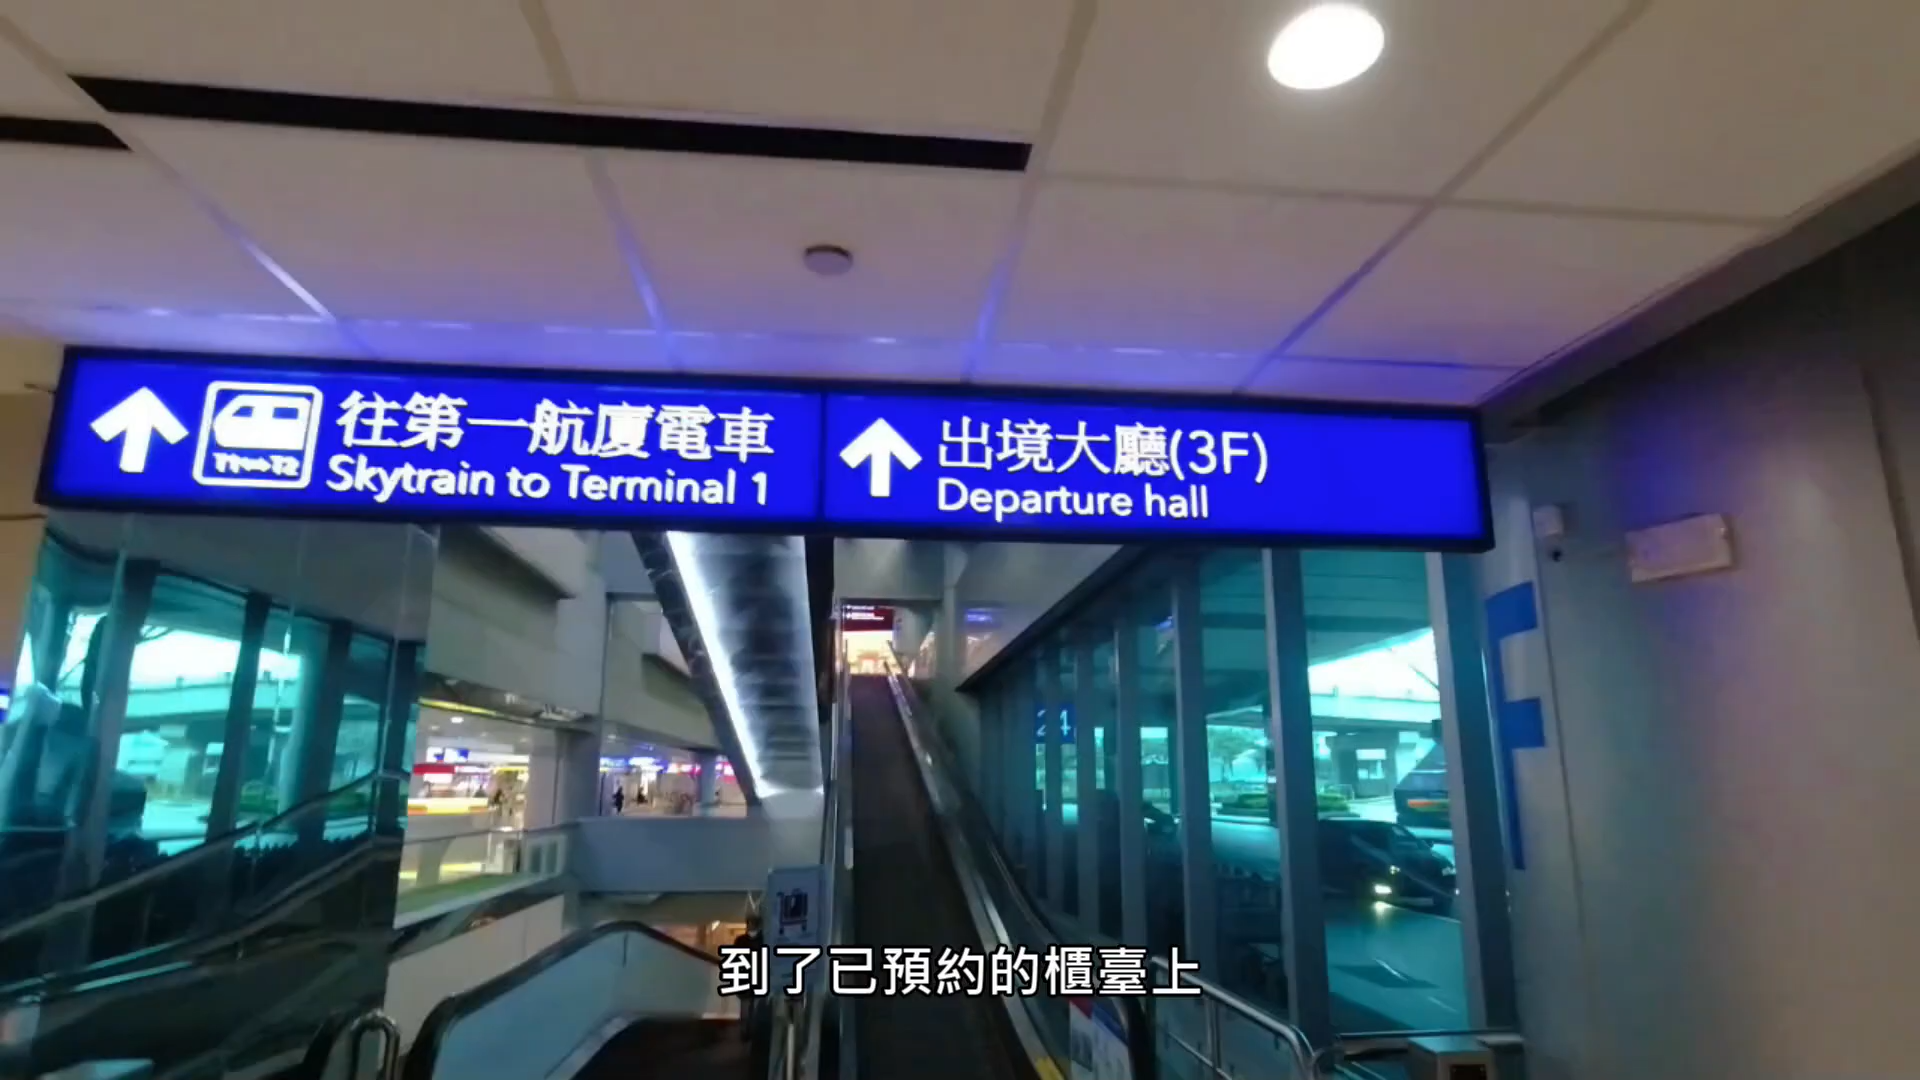 往第一航廈電車
T1↔T2
Skytrain to Terminal 1
出境大廳(3F)
Departure hall
24
F
到了已預約的櫃臺上